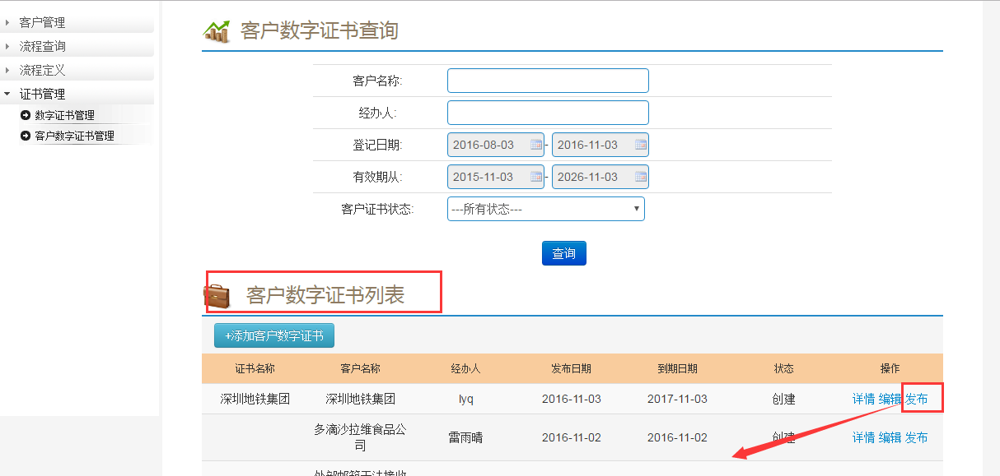 客户管理
流程查询
流程定义
证书管理
数字证书管理
客户数字证书管理
客户数字证书查询
客户名称:
经办人:
登记日期: 2016-08-03 - 2016-11-03
有效期从: 2015-11-03 - 2026-11-03
客户证书状态: ---所有状态---
查询
客户数字证书列表
+添加客户数字证书
证书名称 客户名称 经办人 发布日期 到期日期 状态 操作
深圳地铁集团 深圳地铁集团 lyq 2016-11-03 2017-11-03 创建 详情 编辑 发布
多滴沙拉维食品公
司 雷雨晴 2016-11-02 2016-11-02 创建 详情 编辑 发布